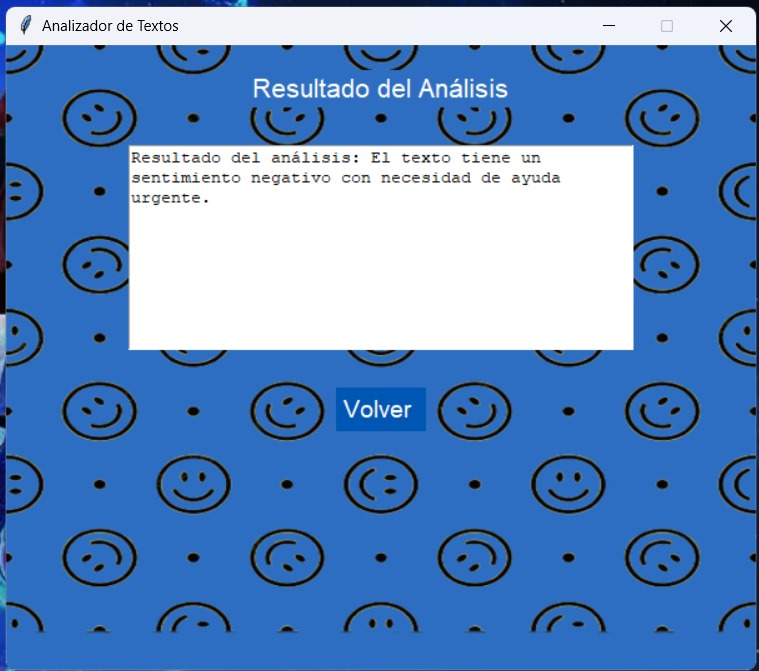 Analizador de Textos
Resultado del Análisis
Resultado del análisis: El texto tiene un
sentimiento negativo con necesidad de ayuda
urgente.
Volver